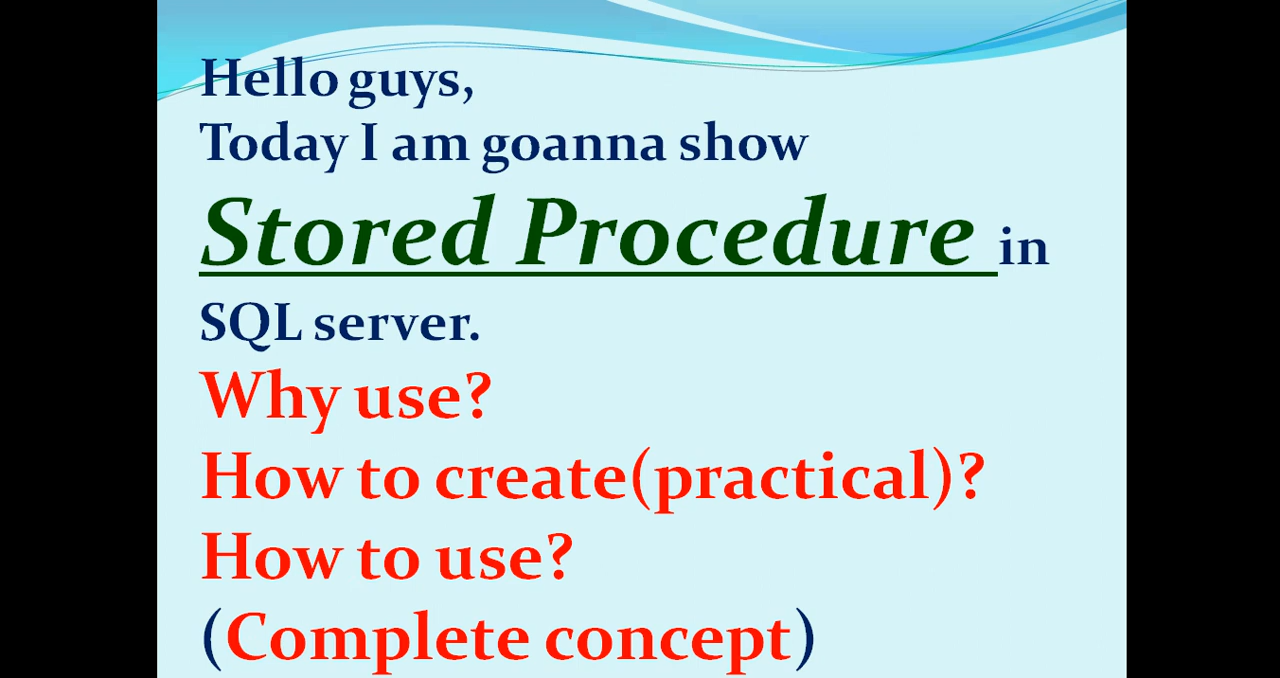 Hello guys,
Today I am goanna show
Stored Procedure in
SQL server.
Why use?
How to create(practical)?
How to use?
(Complete concept)